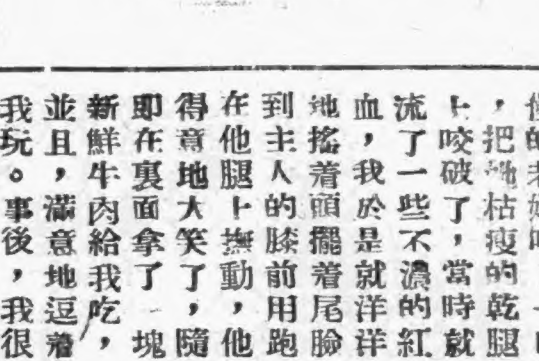 ，把她枯瘦的乾腿
上咬破了，當時就
流了一些不濃的紅
血，我於是就洋洋
地搖着頭擺着尾臉
到主人的膝前用跑
在他腿上撫動，他
得意地大笑了，隨
即在裏面拿了一塊
新鮮牛肉給我吃，
並且，滿意地逗着
我玩。事後，我很